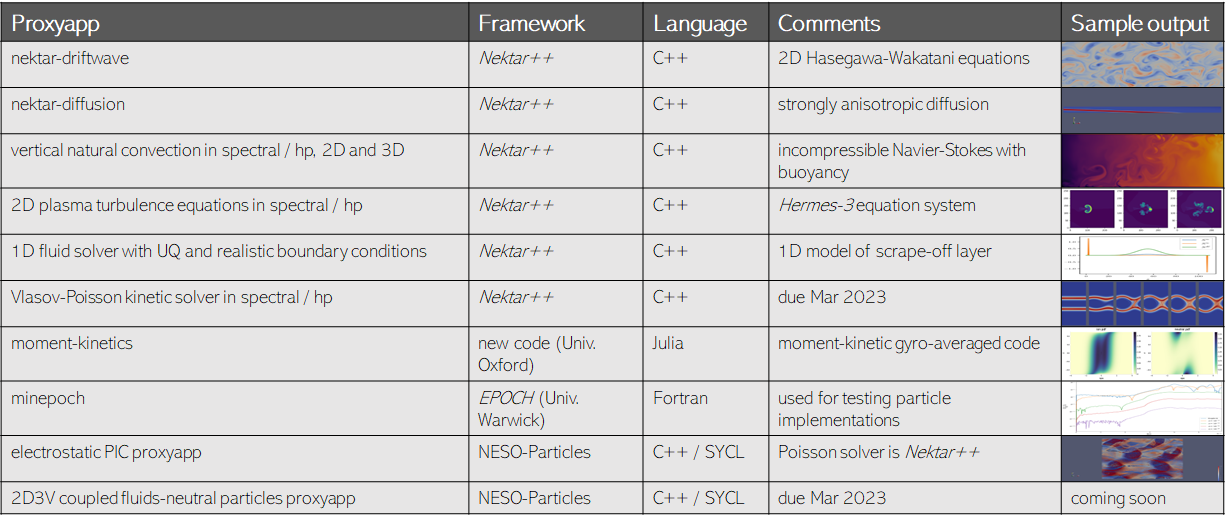 Proxyapp Framework Language Comments Sample output
nektar-driftwave Nektar++ C++ 2D Hasegawa-Wakatani equations
nektar-diffusion Nektar++ C++ strongly anisotropic diffusion
vertical natural convection in spectral / hp, 2D and 3D Nektar++ C++ incompressible Navier-Stokes with
buoyancy
2D plasma turbulence equations in spectral / hp Nektar++ C++ Hermes-3 equation system
1D fluid solver with UQ and realistic boundary conditions Nektar++ C++ 1D model of scrape-off layer
Vlasov-Poisson kinetic solver in spectral / hp Nektar++ C++ due Mar 2023
moment-kinetics new code (Univ. Julia moment-kinetic gyro-averaged code
Oxford)
minepoch EPOCH (Univ. Fortran used for testing particle
Warwick) implementations
electrostatic PIC proxyapp NESO-Particles C++ / SYCL Poisson solver is Nektar++
2D3V coupled fluids-neutral particles proxyapp NESO-Particles C++ / SYCL due Mar 2023 coming soon